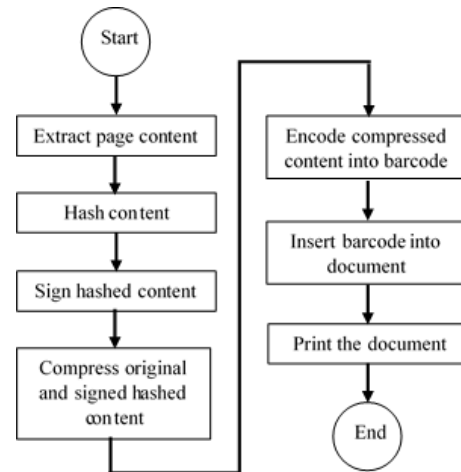 Start
Extract page content
Hash content
Sign hashed content
Compress original
and signed hashed
content
Encode compressed
content into barcode
Insert barcode into
document
Print the document
End